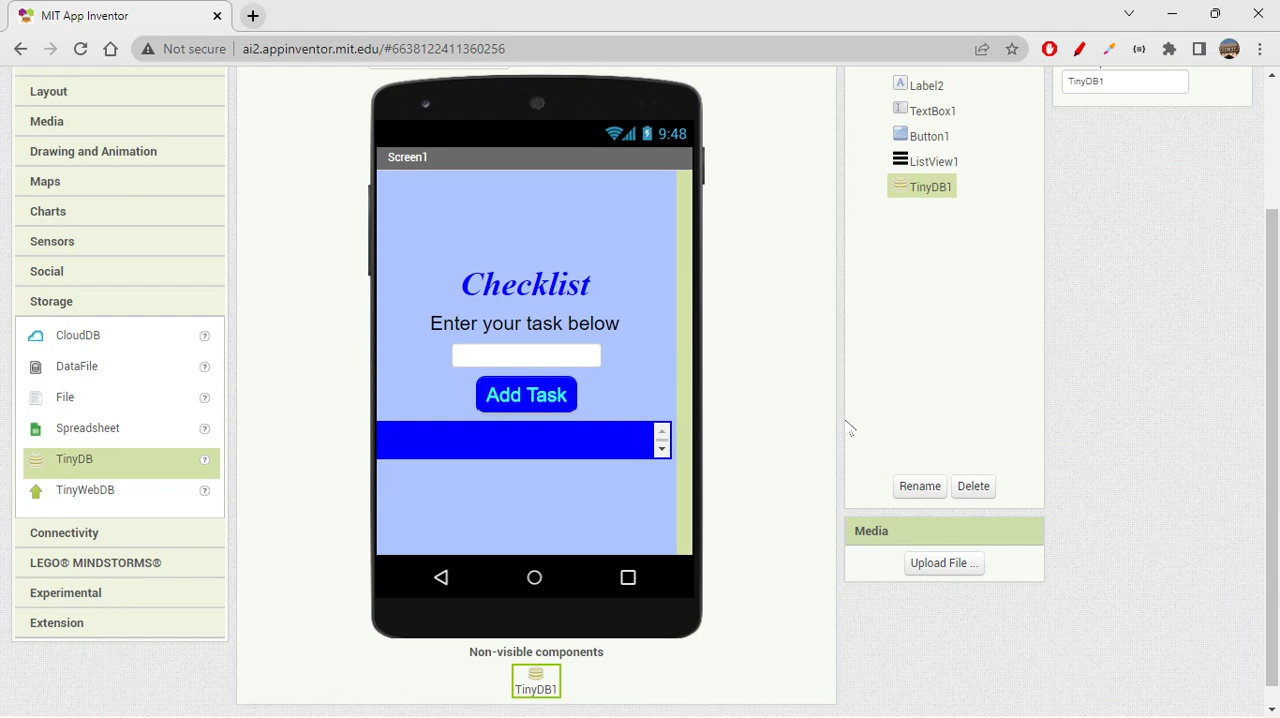 MIT App Inventor
Not secure
ai2.appinventor.mit.edu/#6638122411360256
Layout
Media
Drawing and Animation
Maps
Charts
Sensors
Social
Storage
CloudDB
?
DataFile
?
File
?
Spreadsheet
?
TinyDB
?
TinyWebDB
?
Connectivity
LEGO® MINDSTORMS®
Experimental
Extension
9:48
Screen1
Checklist
Enter your task below
Add Task
Non-visible components
TinyDB1
A Label2
TextBox1
Button1
ListView1
TinyDB1
Rename
Delete
Media
Upload File ...
TinyDB1